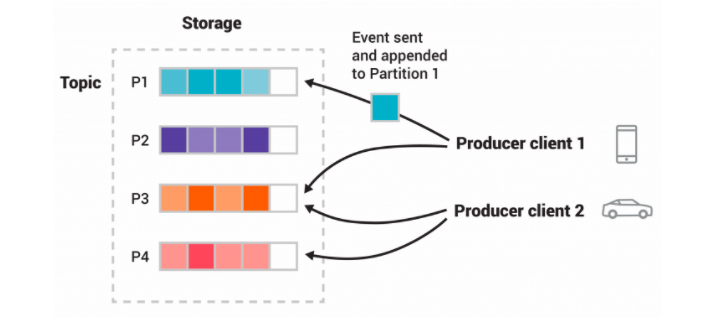 Storage
Event sent
and appended
to Partition 1
Topic
P1
P2
Producer client 1
P3
Producer client 2
P4